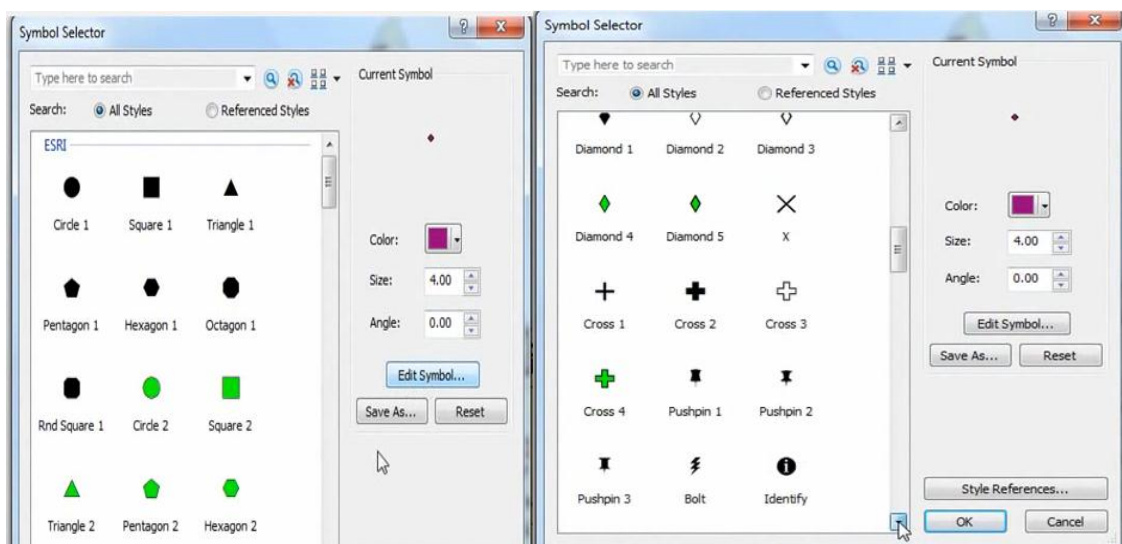 Symbol Selector
Type here to search
Search: All Styles Referenced Styles
ESRI
Circle 1 Square 1 Triangle 1
Pentagon 1 Hexagon 1 Octagon 1
Rnd Square 1 Circle 2 Square 2
Triangle 2 Pentagon 2 Hexagon 2
Current Symbol
Color:
Size: 4.00
Angle: 0.00
Edit Symbol...
Save As... Reset
Symbol Selector
Type here to search
Search: All Styles Referenced Styles
Diamond 1 Diamond 2 Diamond 3
Diamond 4 Diamond 5 X
Cross 1 Cross 2 Cross 3
Cross 4 Pushpin 1 Pushpin 2
Pushpin 3 Bolt Identify
Current Symbol
Color:
Size: 4.00
Angle: 0.00
Edit Symbol...
Save As... Reset
Style References...
OK Cancel